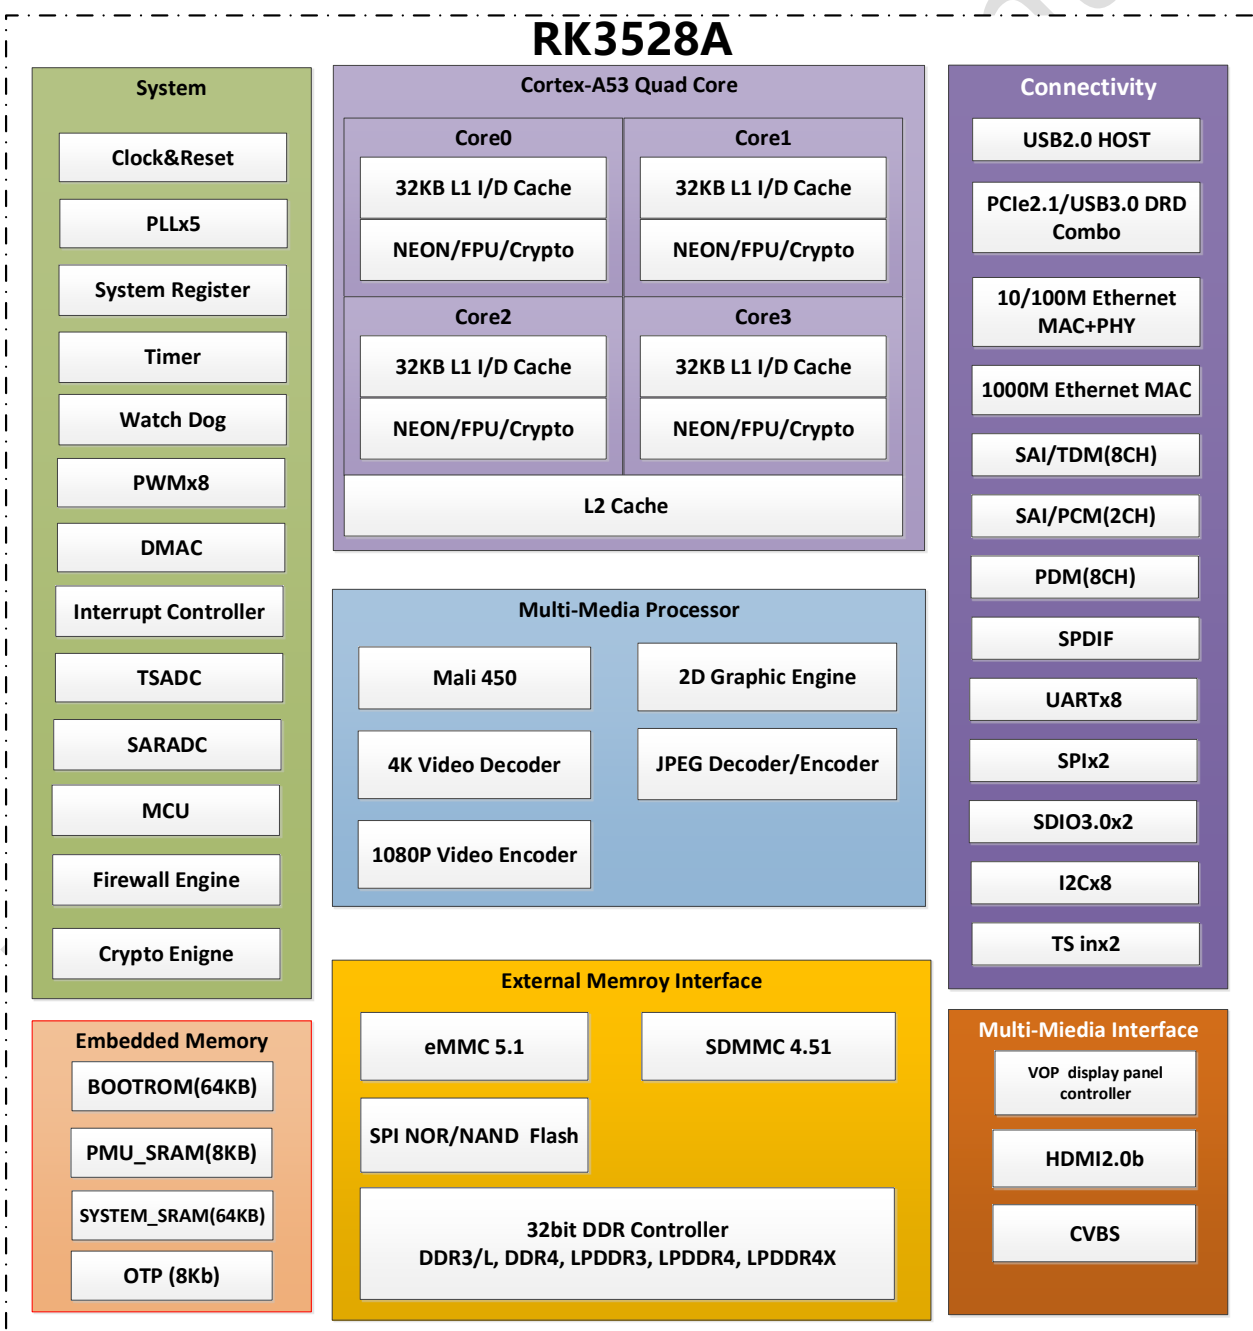 RK3528A
System
Clock&Reset
PLLx5
System Register
Timer
Watch Dog
PWMx8
DMAC
Interrupt Controller
TSADC
SARADC
MCU
Firewall Engine
Crypto Enigne
Embedded Memory
BOOTROM(64KB)
PMU_SRAM(8KB)
SYSTEM_SRAM(64KB)
OTP (8Kb)
Cortex-A53 Quad Core
Core0
32KB L1 I/D Cache
NEON/FPU/Crypto
Core1
32KB L1 I/D Cache
NEON/FPU/Crypto
Core2
32KB L1 I/D Cache
NEON/FPU/Crypto
Core3
32KB L1 I/D Cache
NEON/FPU/Crypto
L2 Cache
Multi-Media Processor
Mali 450
2D Graphic Engine
4K Video Decoder
JPEG Decoder/Encoder
1080P Video Encoder
External Memroy Interface
eMMC 5.1
SDMMC 4.51
SPI NOR/NAND Flash
32bit DDR Controller
DDR3/L, DDR4, LPDDR3, LPDDR4, LPDDR4X
Connectivity
USB2.0 HOST
PCIe2.1/USB3.0 DRD
Combo
10/100M Ethernet
MAC+PHY
1000M Ethernet MAC
SAI/TDM(8CH)
SAI/PCM(2CH)
PDM(8CH)
SPDIF
UARTx8
SPIx2
SDIO3.0x2
I2Cx8
TS inx2
Multi-Miedia Interface
VOP display panel
controller
HDMI2.0b
CVBS